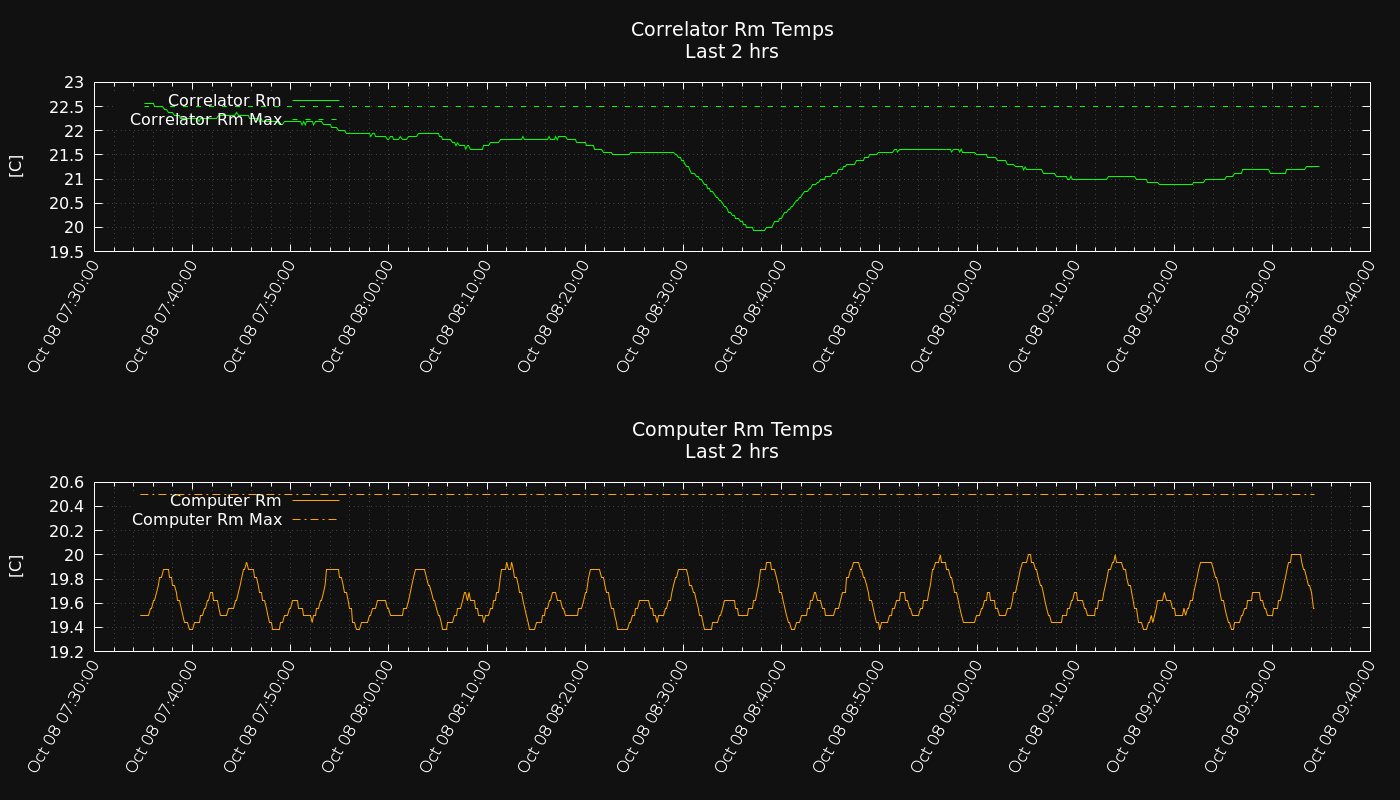 Correlator Rm Temps
Last 2 hrs
[C]
23
22.5
22
21.5
21
20.5
20
19.5
Correlator Rm
Correlator Rm Max
Oct 08 07:30:00
Oct 08 07:40:00
Oct 08 07:50:00
Oct 08 08:00:00
Oct 08 08:10:00
Oct 08 08:20:00
Oct 08 08:30:00
Oct 08 08:40:00
Oct 08 08:50:00
Oct 08 09:00:00
Oct 08 09:10:00
Oct 08 09:20:00
Oct 08 09:30:00
Oct 08 09:40:00
Computer Rm Temps
Last 2 hrs
[C]
20.6
20.4
20.2
20
19.8
19.6
19.4
19.2
Computer Rm
Computer Rm Max
Oct 08 07:30:00
Oct 08 07:40:00
Oct 08 07:50:00
Oct 08 08:00:00
Oct 08 08:10:00
Oct 08 08:20:00
Oct 08 08:30:00
Oct 08 08:40:00
Oct 08 08:50:00
Oct 08 09:00:00
Oct 08 09:10:00
Oct 08 09:20:00
Oct 08 09:30:00
Oct 08 09:40:00